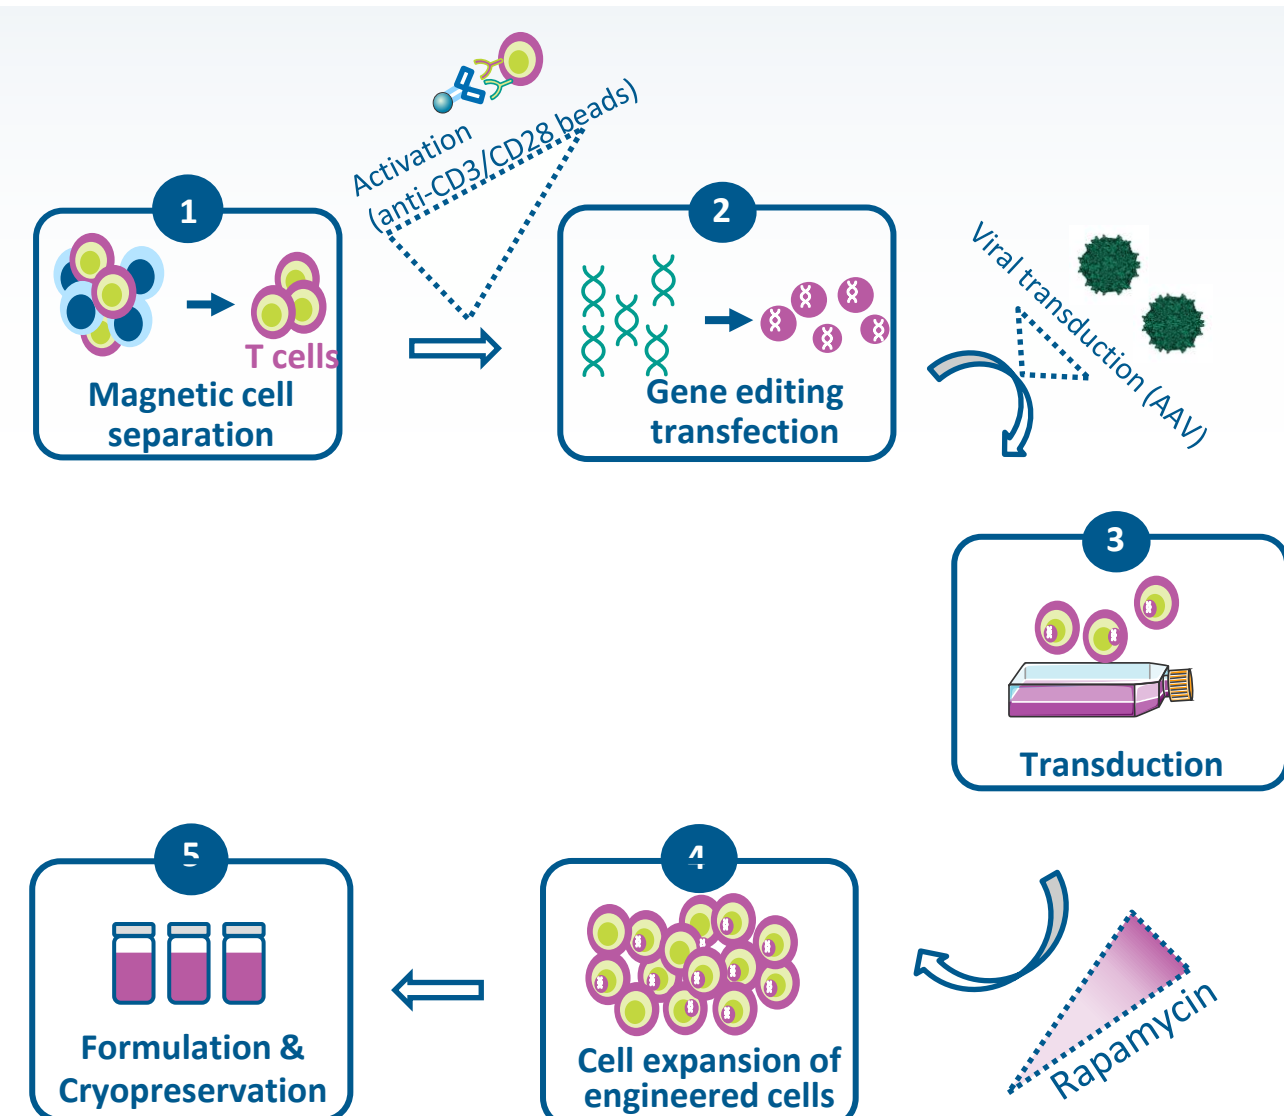 Activation
(anti-CD3/CD28 beads)
1
T cells
Magnetic cell
separation
2
Gene editing
transfection
Viral transduction (AAV)
3
Transduction
Rapamycin
4
Cell expansion of
engineered cells
5
Formulation &
Cryopreservation